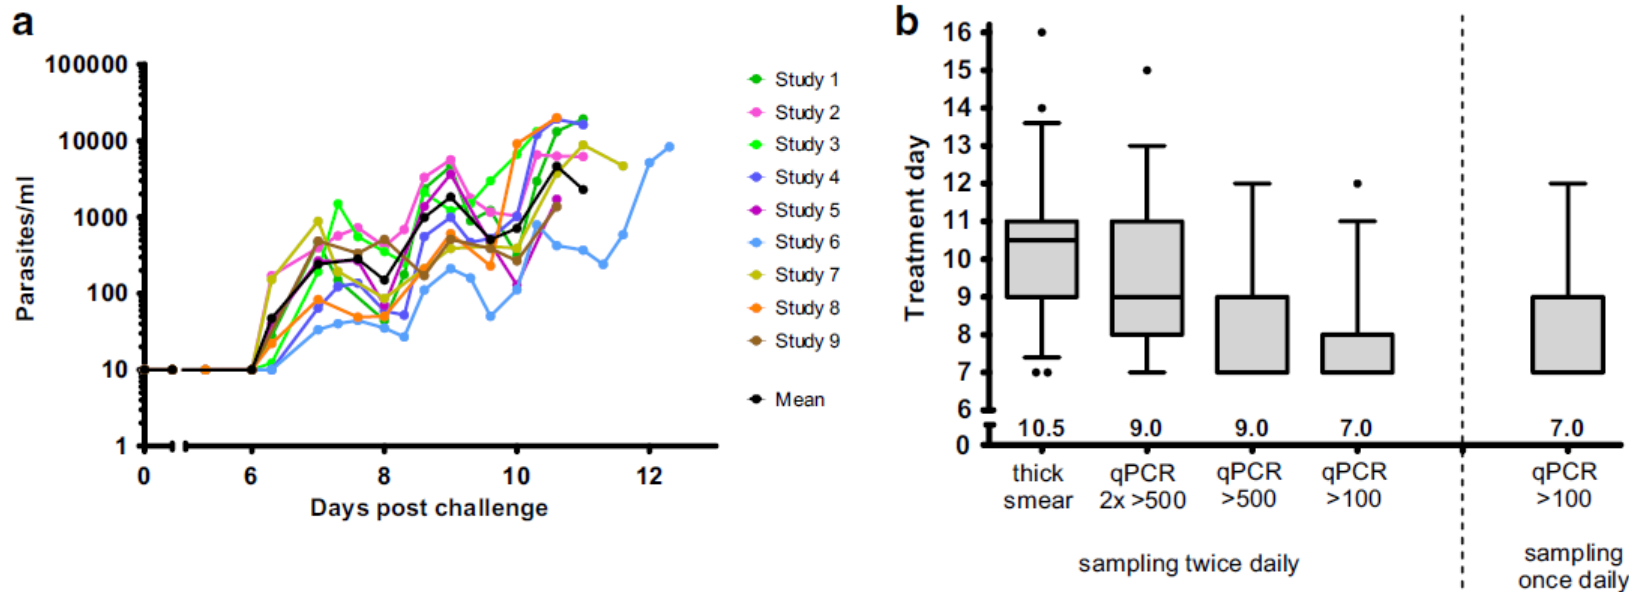 a
100000
10000
1000
100
10
1
Parasites/ml
0 6 8 10 12
Days post challenge
Study 1
Study 2
Study 3
Study 4
Study 5
Study 6
Study 7
Study 8
Study 9
Mean
b
16
15
14
13
12
11
10
9
8
7
6
0
Treatment day
10.5 9.0 9.0 7.0 7.0
thick smear
qPCR 2x >500
qPCR >500
qPCR >100
qPCR >100
sampling twice daily
sampling
once daily